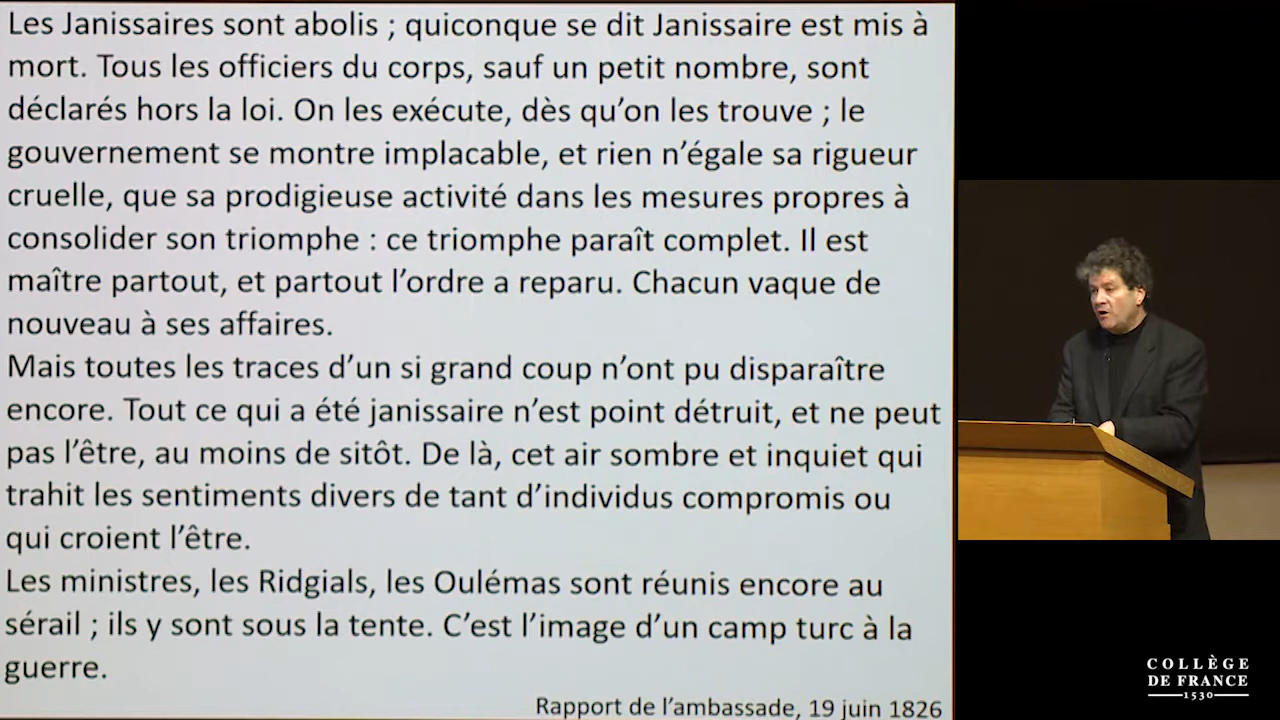 Les Janissaires sont abolis ; quiconque se dit Janissaire est mis à
mort. Tous les officiers du corps, sauf un petit nombre, sont
déclarés hors la loi. On les exécute, dès qu’on les trouve ; le
gouvernement se montre implacable, et rien n’égale sa rigueur
cruelle, que sa prodigieuse activité dans les mesures propres à
consolider son triomphe : ce triomphe paraît complet. Il est
maître partout, et partout l’ordre a reparu. Chacun vaque de
nouveau à ses affaires.
Mais toutes les traces d’un si grand coup n’ont pu disparaître
encore. Tout ce qui a été janissaire n’est point détruit, et ne peut
pas l’être, au moins de sitôt. De là, cet air sombre et inquiet qui
trahit les sentiments divers de tant d’individus compromis ou
qui croient l’être.
Les ministres, les Ridgials, les Oulémas sont réunis encore au
sérail ; ils y sont sous la tente. C’est l’image d’un camp turc à la
guerre.
Rapport de l’ambassade, 19 juin 1826
COLLÈGE
DE FRANCE
1530